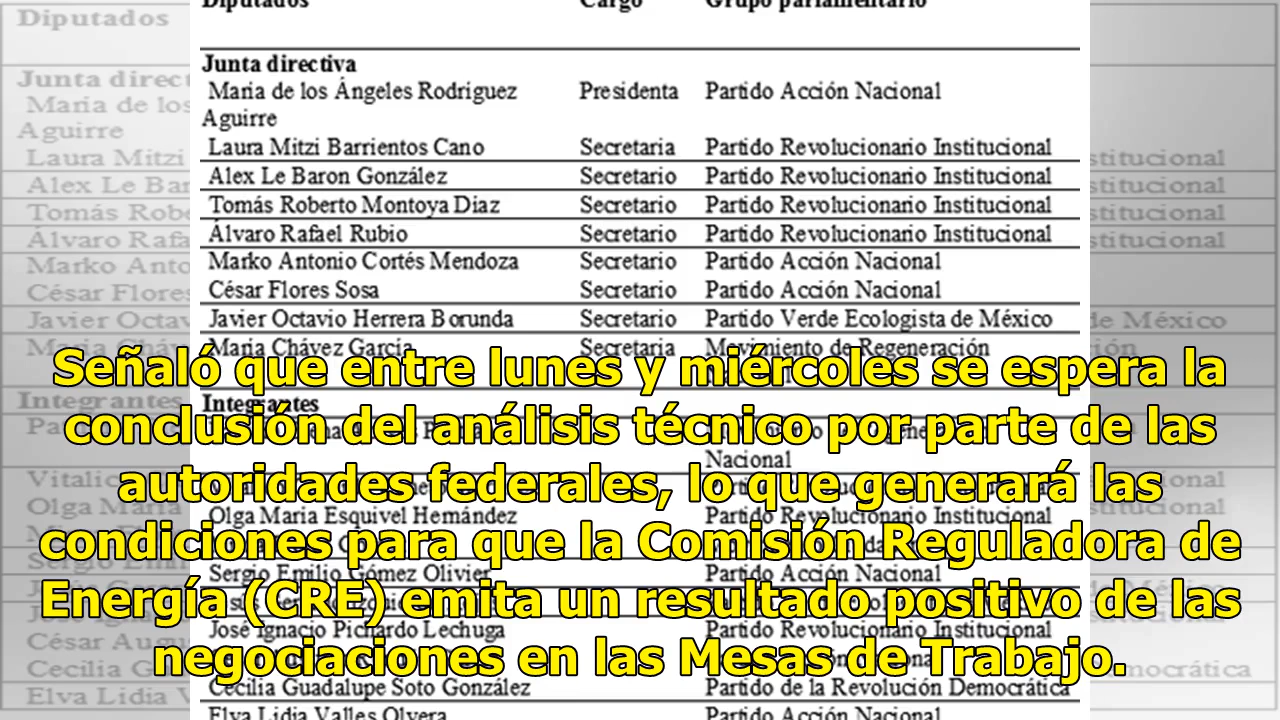 Diputados Cargo Grupo parlamentario
Junta directiva
Maria de los Ángeles Rodriguez Presidenta Partido Acción Nacional
Aguirre
Laura Mitzi Barrientos Cano Secretaria Partido Revolucionario Institucional
Alex Le Baron González Secretario Partido Revolucionario Institucional
Tomás Roberto Montoya Diaz Secretario Partido Revolucionario Institucional
Álvaro Rafael Rubio Secretario Partido Revolucionario Institucional
Marko Antonio Cortés Mendoza Secretario Partido Acción Nacional
César Flores Sosa Secretario Partido Acción Nacional
Javier Octavio Herrera Borunda Secretario Partido Verde Ecologista de México
Maria Chávez García Secretaria Movimiento de Regeneración
Señaló que entre lunes y miércoles se espera la
Integrantes
conclusión del análisis técnico por parte de las
Nacional
autoridades federales, lo que generará las
Olga Maria Esquivel Hernández Partido Revolucionario Institucional
condiciones para que la Comisión Reguladora de
Sergio Emilio Gómez Olivier Partido Acción Nacional
Energía (CRE) emita un resultado positivo de las
José Ignacio Pichardo Lechuga Partido Revolucionario Institucional
negociaciones en las Mesas de Trabajo.
Cecilia Guadalupe Soto González Partido de la Revolución Democrática
Elva Lidia Valles Olvera Partido Acción Nacional